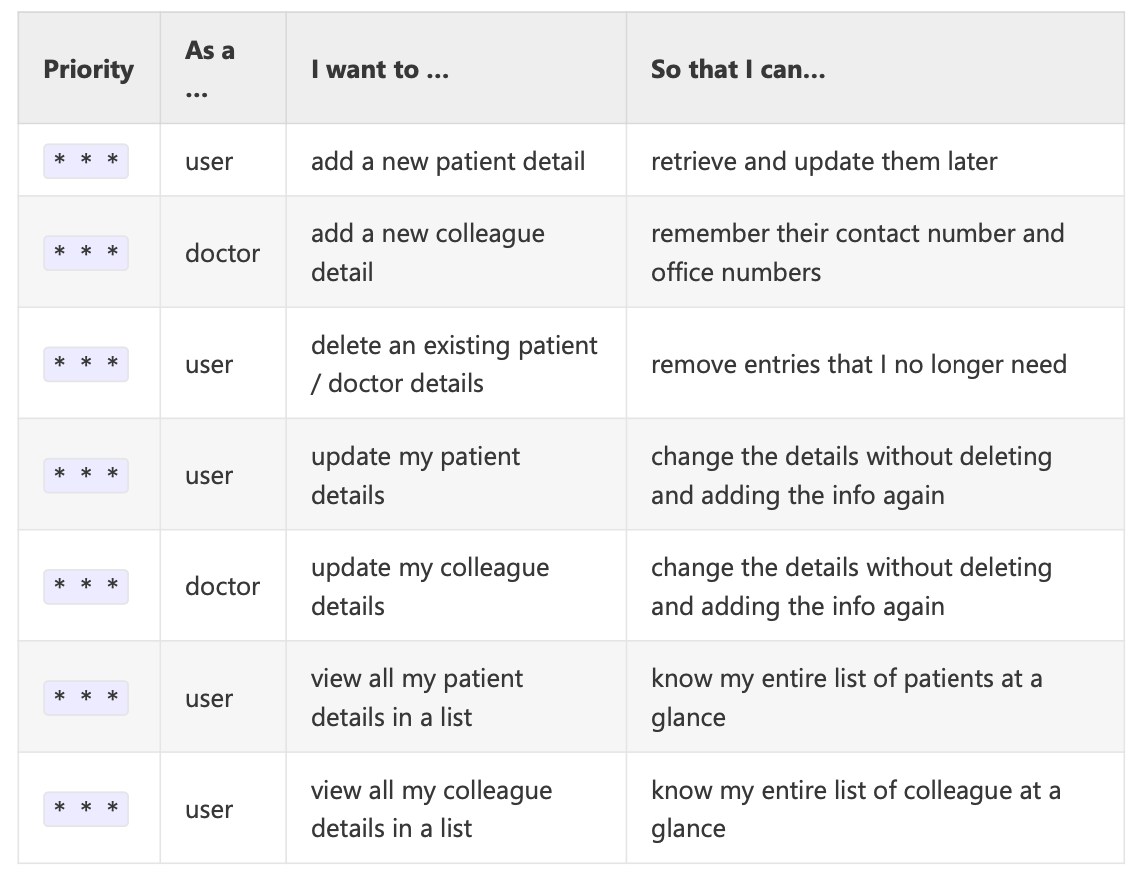 Priority
As a
...
I want to ...
So that I can...
* * *
user
add a new patient detail
retrieve and update them later
* * *
doctor
add a new colleague
detail
remember their contact number and
office numbers
* * *
user
delete an existing patient
/ doctor details
remove entries that I no longer need
* * *
user
update my patient
details
change the details without deleting
and adding the info again
* * *
doctor
update my colleague
details
change the details without deleting
and adding the info again
* * *
user
view all my patient
details in a list
know my entire list of patients at a
glance
* * *
user
view all my colleague
details in a list
know my entire list of colleague at a
glance